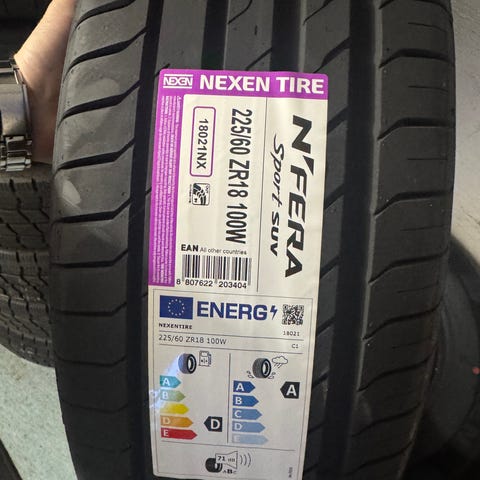 NEXEN NEXEN TIRE
N'FERA
Sport SUV
225/60 ZR18 100W
18021NX
EAN All other countries
8 807622 203404
ENERG
NEXENTIRE
18021
225/60 ZR18 100W
C1
A
B
C
D
E
D
A
B
C
D
E
A
71 dB
ABC